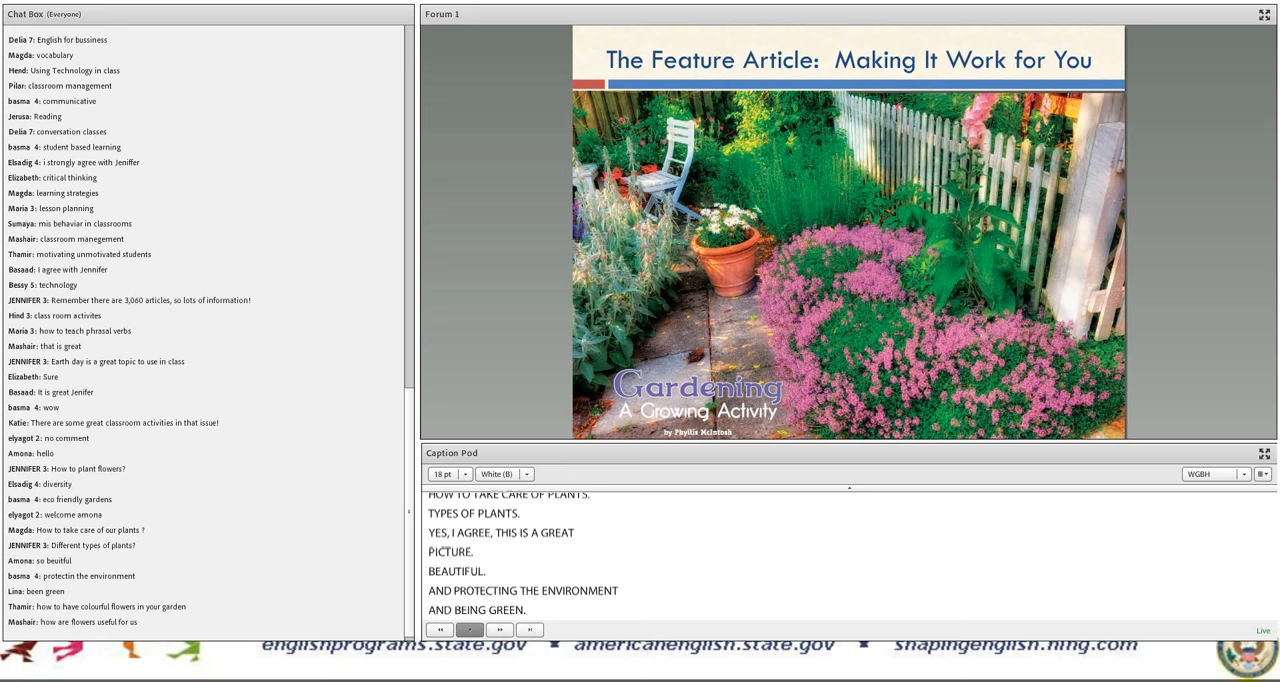 Chat Box (Everyone)
Delia 7: English for bussiness
Magda: vocabulary
Hend: Using Technology in class
Pilar: classroom management
basma 4: communicative
Jerusa: Reading
Delia 7: conversation classes
basma 4: student based learning
Elsadig 4: i strongly agree with Jeniffer
Elizabeth: critical thinking
Magda: learning strategies
Maria 3: lesson planning
Sumaya: mis behaviar in classrooms
Mashair: classroom manegement
Thamir: motivating unmotivated students
Basaad: I agree with Jennifer
Bessy 5: technology
JENNIFER 3: Remember there are 3,060 articles, so lots of information!
Hind 3: class room activites
Maria 3: how to teach phrasal verbs
Mashair: that is great
JENNIFER 3: Earth day is a great topic to use in class
Elizabeth: Sure
Basaad: It is great Jenifer
basma 4: wow
Katie: There are some great classroom activities in that issue!
elyagot 2: no comment
Amona: hello
JENNIFER 3: How to plant flowers?
Elsadig 4: diversity
basma 4: eco friendly gardens
elyagot 2: welcome amona
Magda: How to take care of our plants ?
JENNIFER 3: Different types of plants?
Amona: so beuitful
basma 4: protectin the environment
Lina: been green
Thamir: how to have colourful flowers in your garden
Mashair: how are flowers useful for us
Forum 1
The Feature Article: Making It Work for You
Gardening
A Growing Activity
by Phyllis McIntosh
Caption Pod
18 pt White (B) WGBH
HOW TO TAKE CARE OF PLANTS.
TYPES OF PLANTS.
YES, I AGREE, THIS IS A GREAT
PICTURE.
BEAUTIFUL.
AND PROTECTING THE ENVIRONMENT
AND BEING GREEN.
Live
englishprograms.state.gov americanenglish.state.gov shapingenglish.ning.com